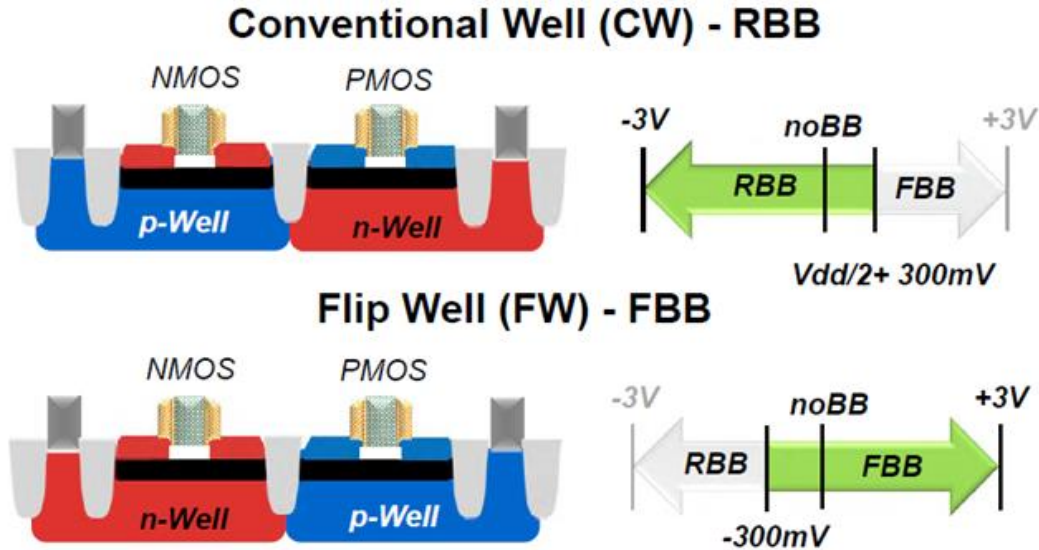 Conventional Well (CW) - RBB
NMOS PMOS
-3V noBB +3V
RBB FBB
p-Well n-Well
Vdd/2+ 300mV
Flip Well (FW) - FBB
NMOS PMOS
-3V noBB +3V
RBB FBB
n-Well p-Well
-300mV